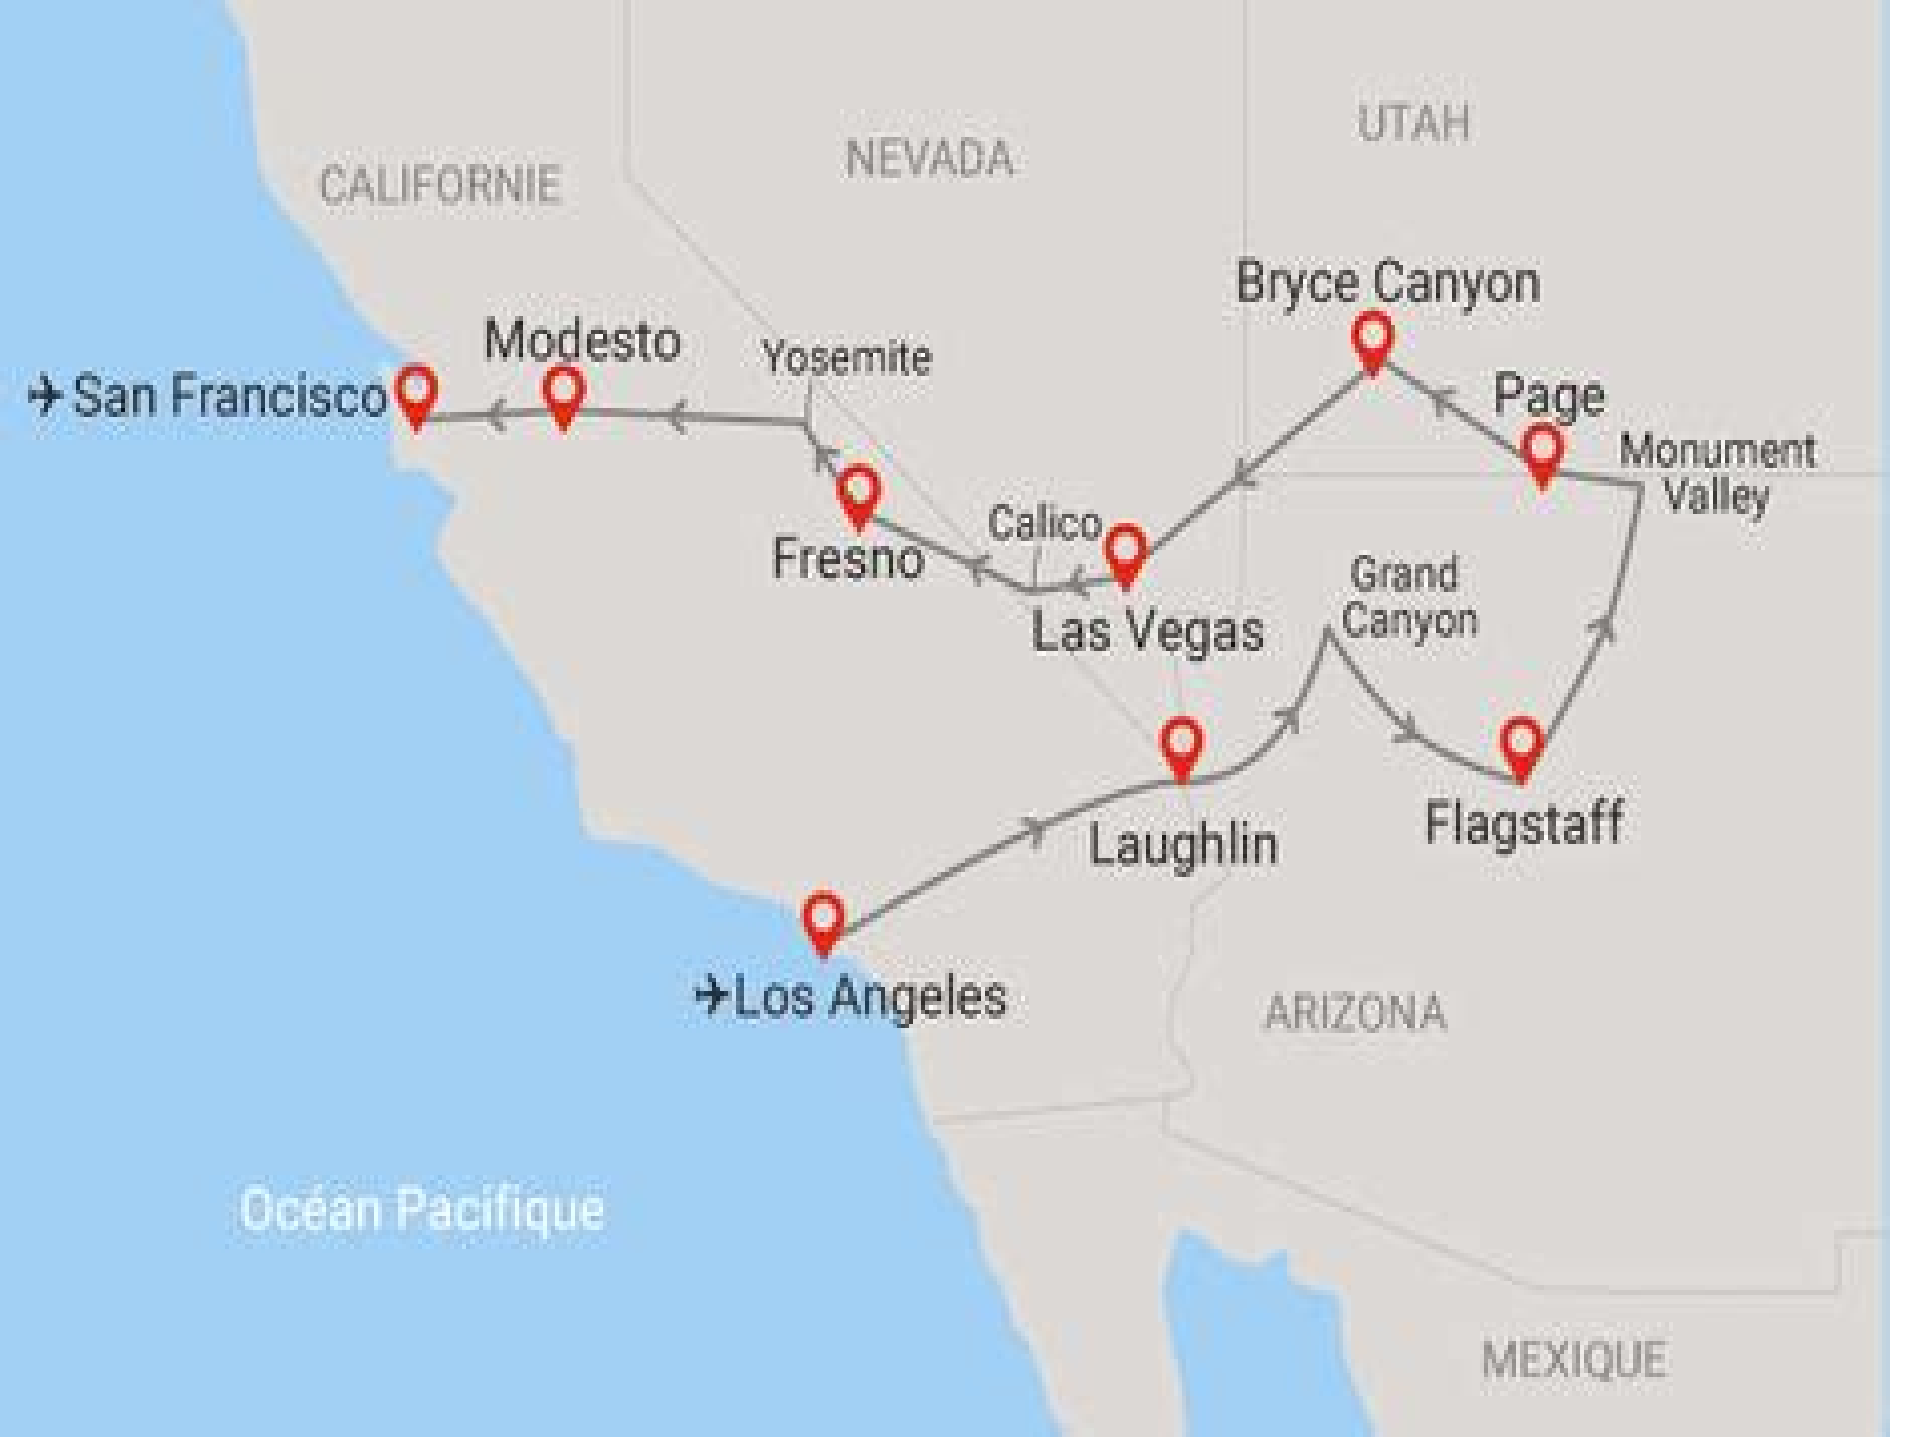 UTAH
NEVADA
CALIFORNIE
Bryce Canyon
Modesto
Yosemite
San Francisco
Page
Monument
Valley
Calico
Fresno
Grand
Canyon
Las Vegas
Laughlin
Flagstaff
Los Angeles
ARIZONA
Océan Pacifique
MEXIQUE